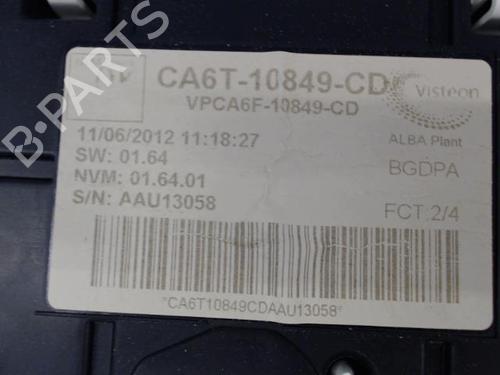 CA6T-10849-CD
VPCA6F-10849-CD
Visteon
11/06/2012 11:18:27
ALBA Plant
SW: 01.64
BGDPA
NVM: 01.64.01
S/N: AAU13058
FCT:2/4
*CA6T10849CDAAU13058*